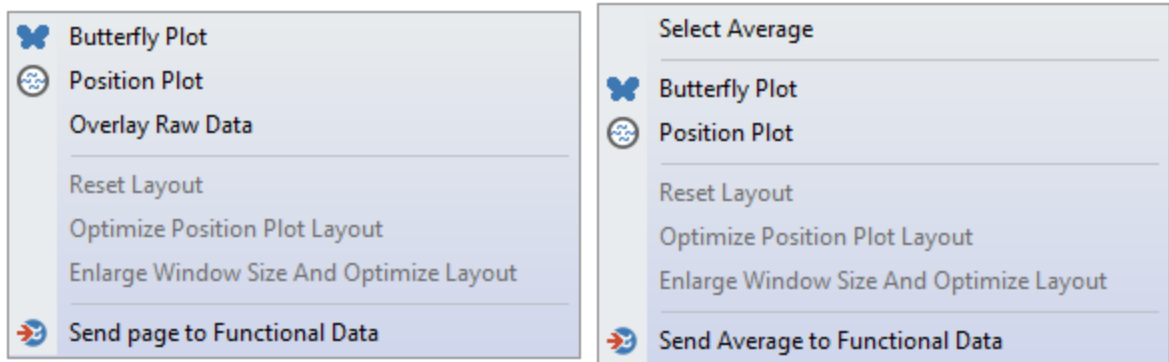 Butterfly Plot
Position Plot
Overlay Raw Data
Reset Layout
Optimize Position Plot Layout
Enlarge Window Size And Optimize Layout
Send page to Functional Data
Select Average
Butterfly Plot
Position Plot
Reset Layout
Optimize Position Plot Layout
Enlarge Window Size And Optimize Layout
Send Average to Functional Data